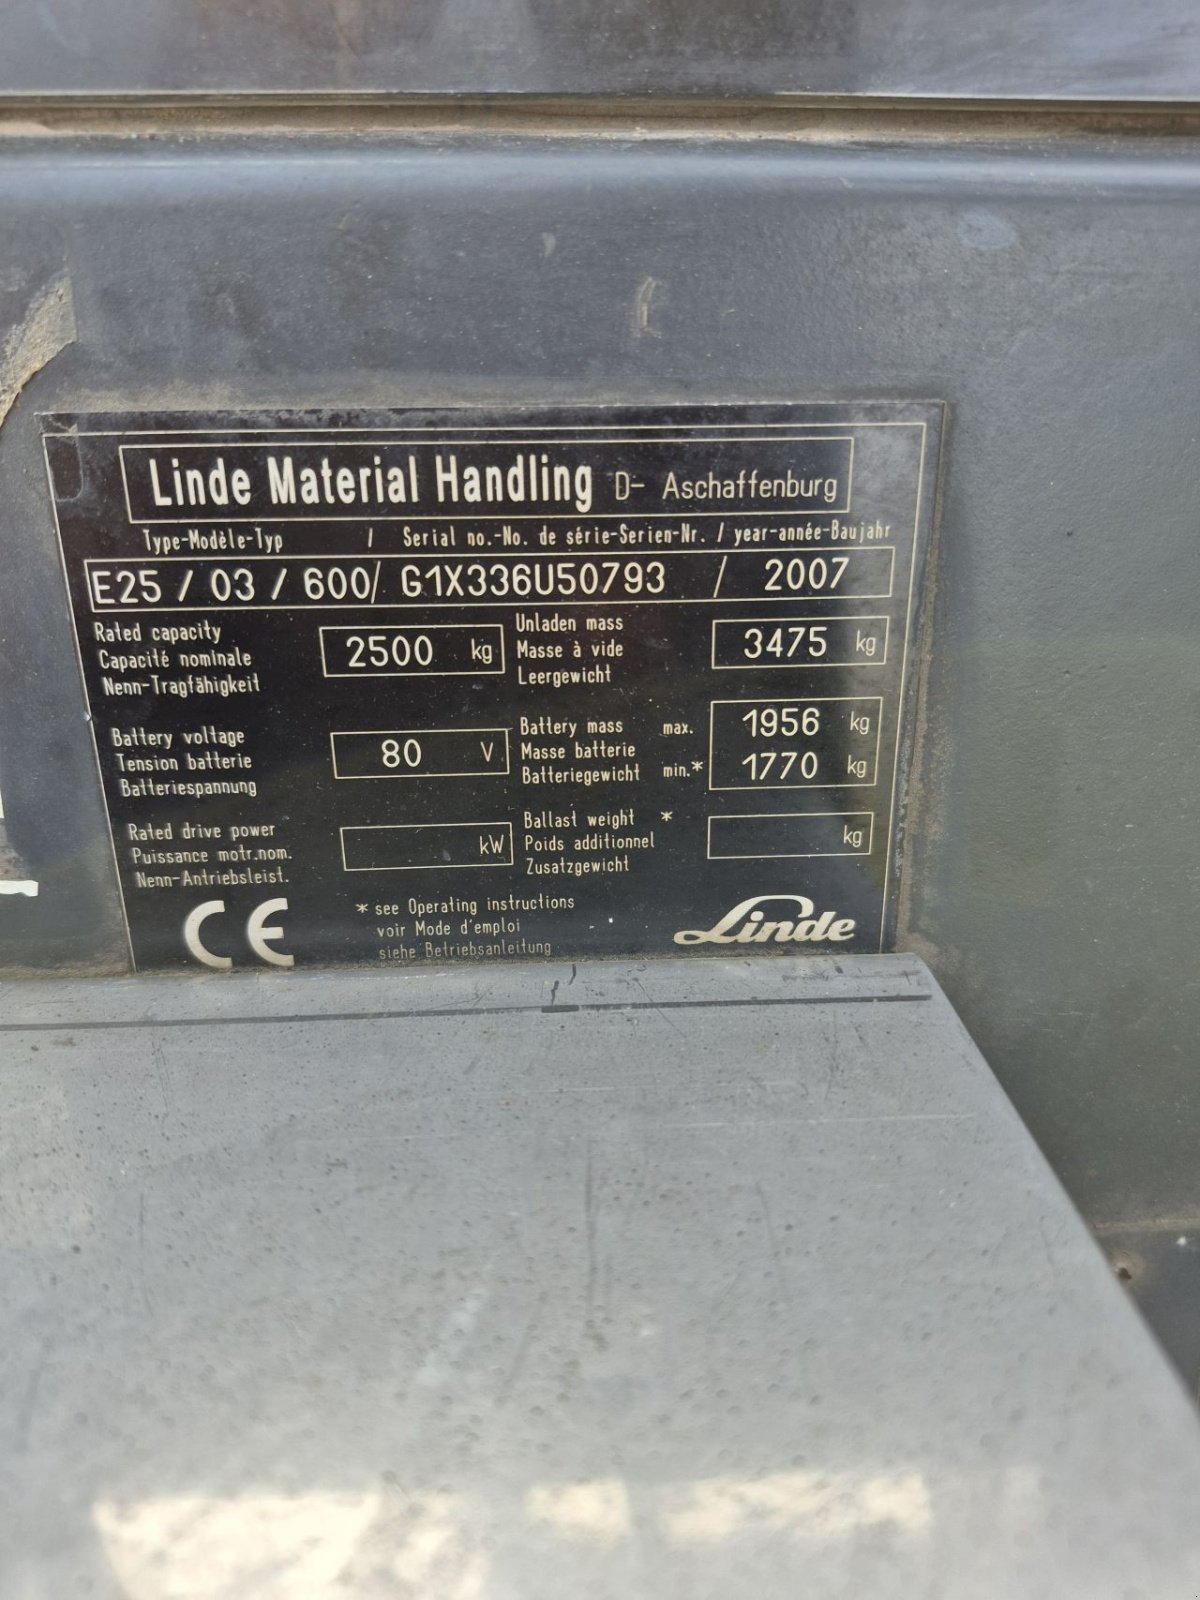 Linde Material Handling D- Aschaffenburg
Type-Modèle-Typ / Serial no.-No. de série-Serien-Nr. / year-année-Baujahr
E25 / 03 / 600/ G1X336U50793 / 2007
Rated capacity
Capacité nominale
Nenn-Tragfähigkeit
2500 kg
Unladen mass
Masse à vide
Leergewicht
3475 kg
Battery voltage
Tension batterie
Batteriespannung
80 V
Battery mass max. 1956 kg
Masse batterie
Batteriegewicht min.* 1770 kg
Rated drive power
Puissance motr.nom.
Nenn-Antriebsleist.
kW
Ballast weight *
Poids additionnel
Zusatzgewicht
kg
CE
* see Operating instructions
voir Mode d'emploi
siehe Betriebsanleitung
Linde